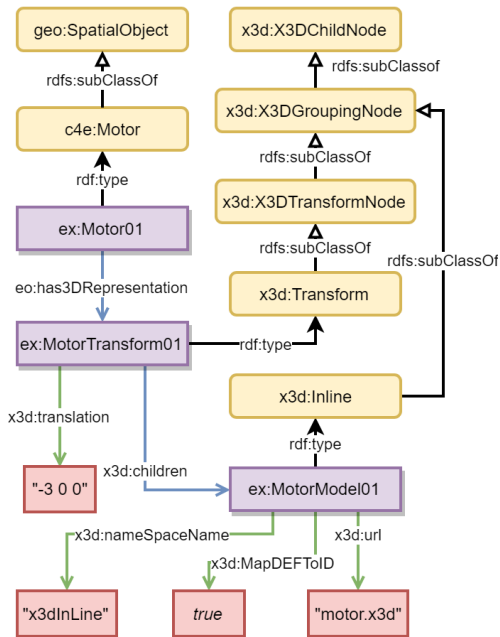 geo:SpatialObject
x3d:X3DChildNode
rdfs:subClassOf
rdfs:subClassof
c4e:Motor
x3d:X3DGroupingNode
rdf:type
rdfs:subClassOf
x3d:X3DTransformNode
ex:Motor01
rdfs:subClassOf
rdfs:subClassOf
eo:has3DRepresentation
x3d:Transform
ex:MotorTransform01
rdf:type
x3d:Inline
x3d:translation
rdf:type
x3d:children
"-3 0 0"
ex:MotorModel01
x3d:nameSpaceName
x3d:url
x3d:MapDEFToID
"x3dInLine"
true
"motor.x3d"